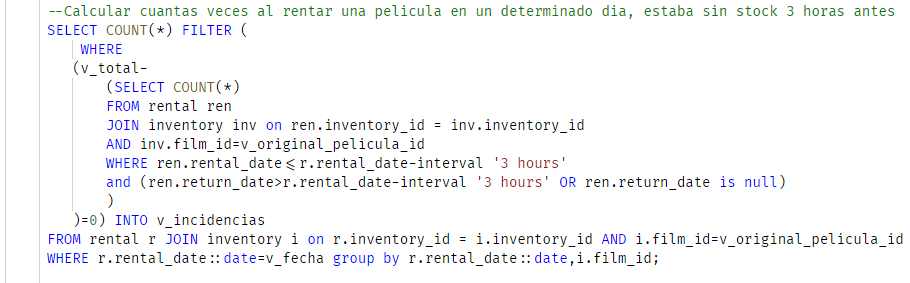 --Calcular cuantas veces al rentar una pelicula en un determinado dia, estaba sin stock 3 horas antes
SELECT COUNT(*) FILTER (
WHERE
(v_total-
(SELECT COUNT(*)
FROM rental ren
JOIN inventory inv on ren.inventory_id = inv.inventory_id
AND inv.film_id=v_original_pelicula_id
WHERE ren.rental_date<=r.rental_date-interval '3 hours'
and (ren.return_date>r.rental_date-interval '3 hours' OR ren.return_date is null)
)
)=0) INTO v_incidencias
FROM rental r JOIN inventory i on r.inventory_id = i.inventory_id AND i.film_id=v_original_pelicula_id
WHERE r.rental_date::date=v_fecha group by r.rental_date::date,i.film_id;